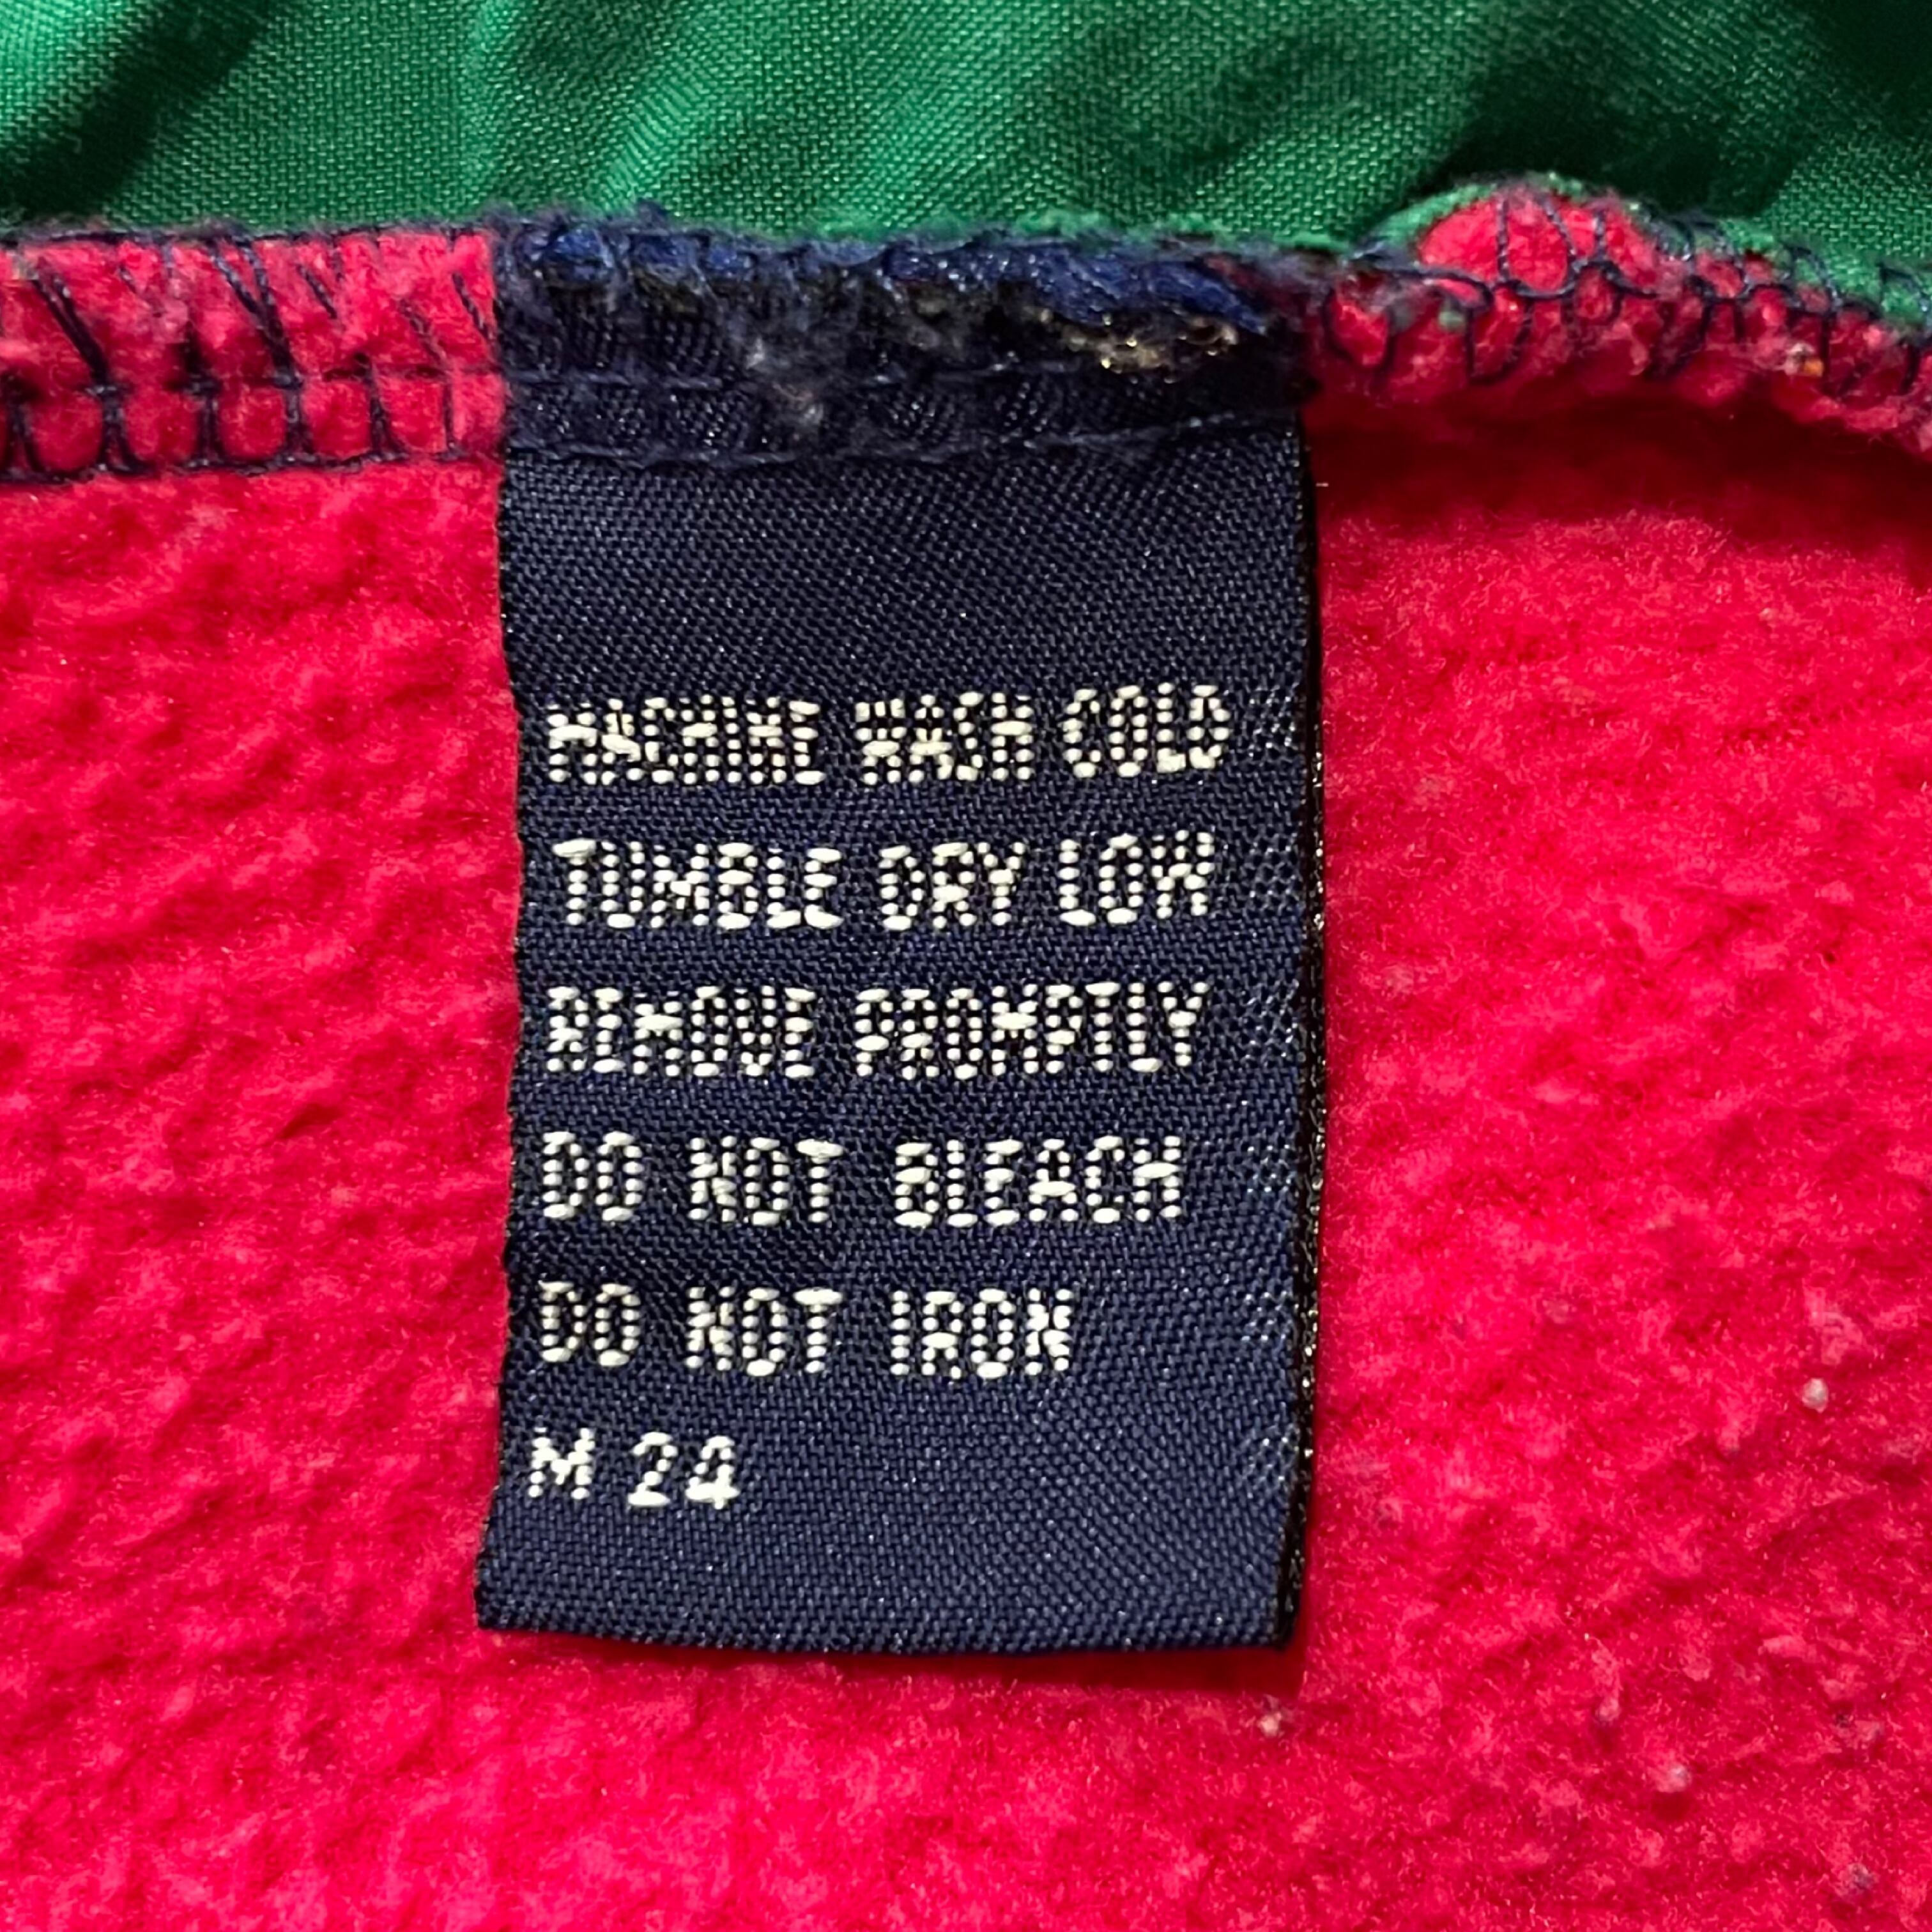 MACHINE WASH COLD
TUMBLE DRY LOW
REMOVE PROMPTLY
DO NOT BLEACH
DO NOT IRON
M 24